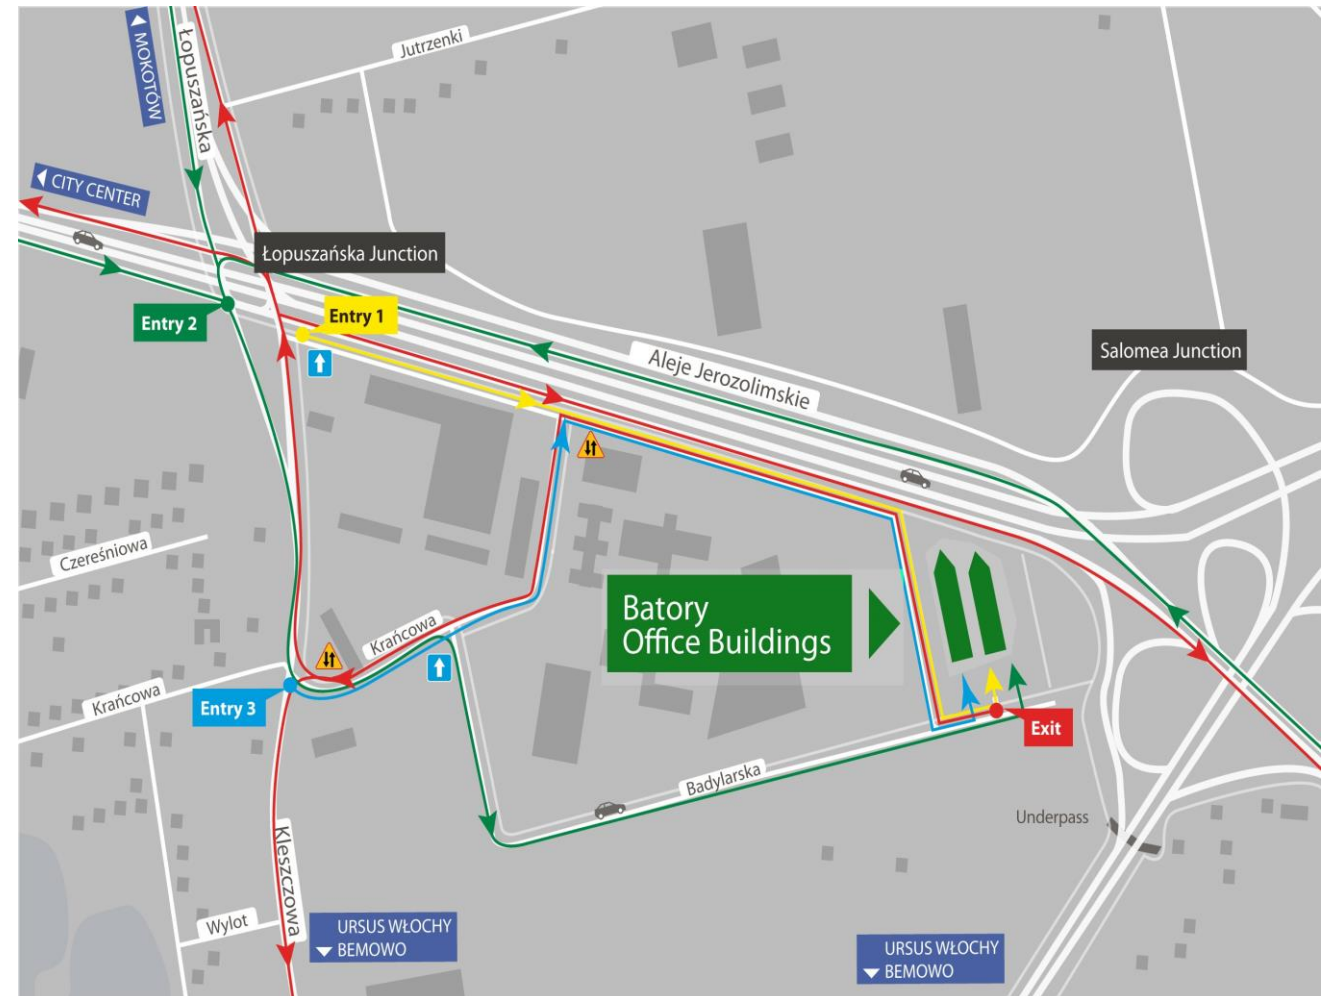 Jutrzenki
Łopuszańska
MOKOTÓW
CITY CENTER
Łopuszańska Junction
Entry 2
Entry 1
Aleje Jerozolimskie
Salomea Junction
Czereśniowa
Krańcowa
Batory
Office Buildings
Krańcowa
Entry 3
Exit
Badylarska
Underpass
Kleszczowa
Wylot
URSUS WŁOCHY
BEMOWO
URSUS WŁOCHY
BEMOWO